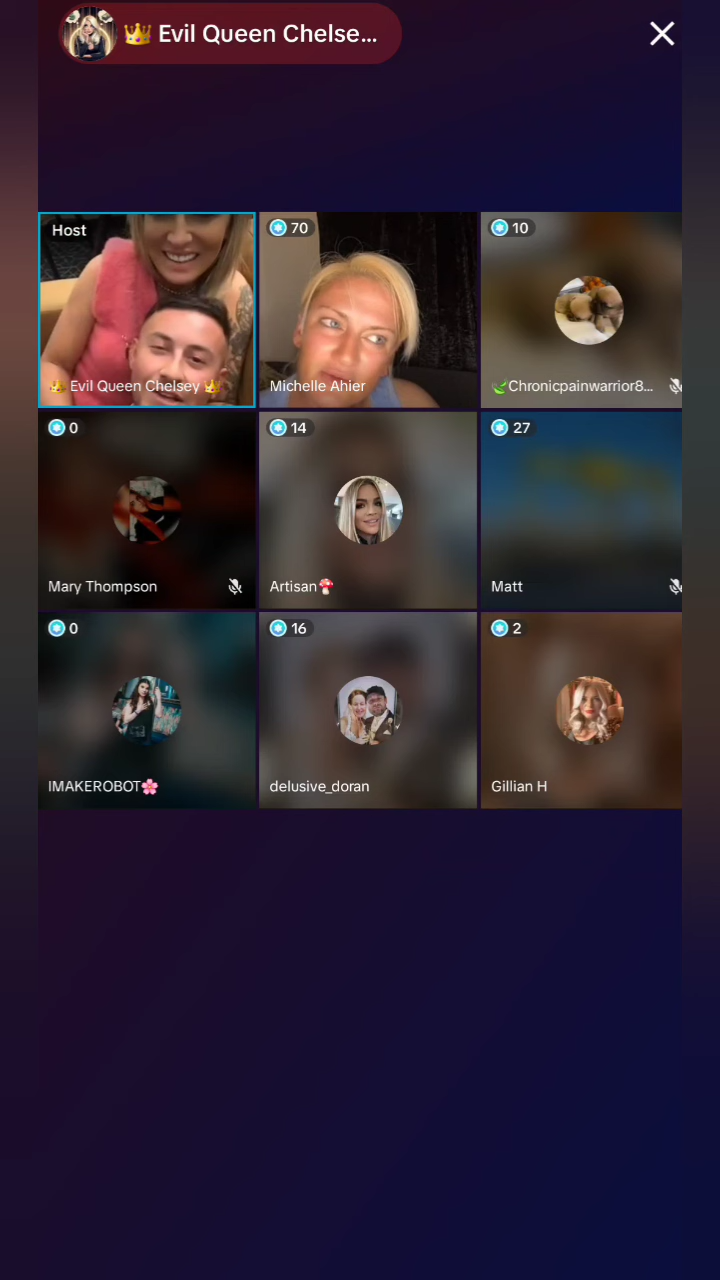 👑 Evil Queen Chelse...
Host
👑 Evil Queen Chelsey 👑
70
Michelle Ahier
10
🌿Chronicpainwarrior8...
0
Mary Thompson
14
Artisan🍄
27
Matt
0
IMAKEROBOT🌸
16
delusive_doran
2
Gillian H